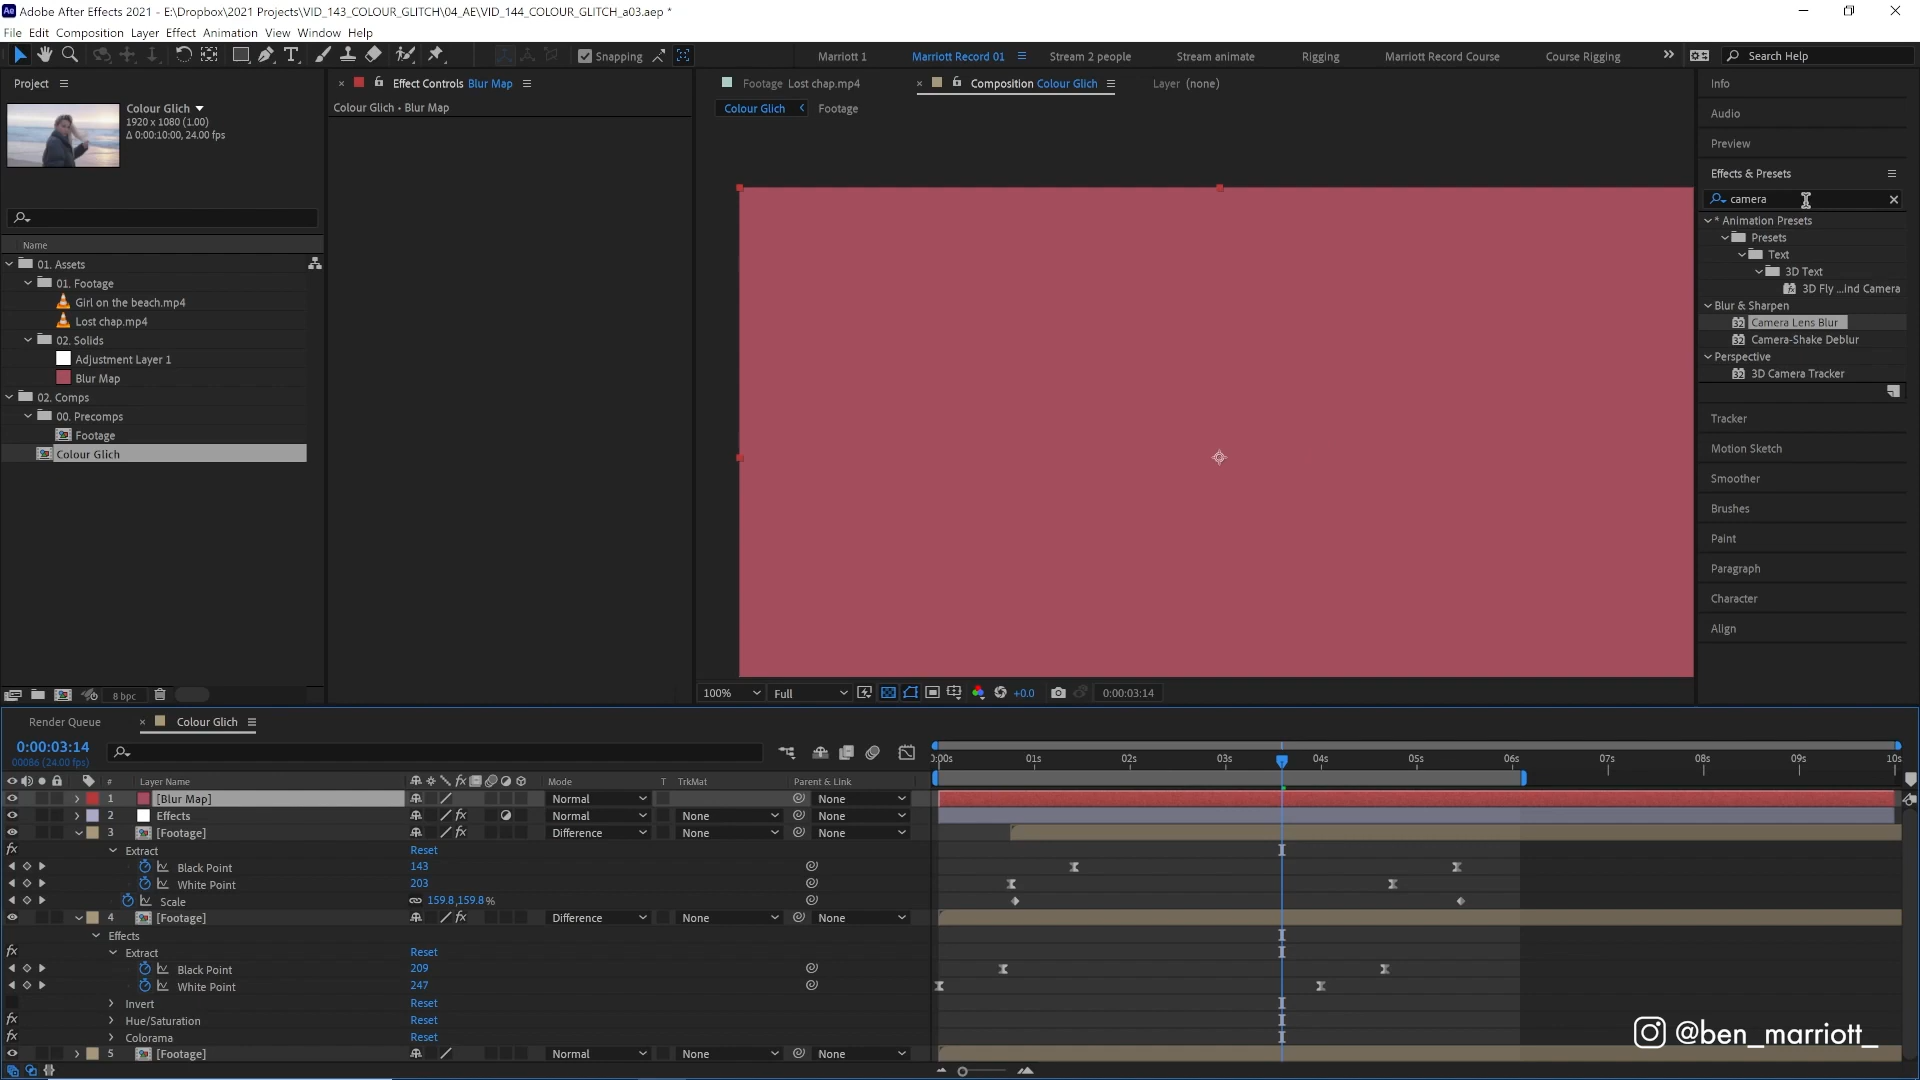 Adobe After Effects 2021 - E:\Dropbox\2021 Projects\VID_143_COLOUR_GLITCH\04_AE\VID_144_COLOUR_GLITCH_a03.aep *
File Edit Composition Layer Effect Animation View Window Help
Snapping Marriott 1 Marriott Record 01 Stream 2 people Stream animate Rigging Marriott Record Course Course Rigging Search Help
Project
Colour Glich
1920 x 1080 (1.00)
Δ 0:00:10:00, 24.00 fps
Name
01. Assets
01. Footage
Girl on the beach.mp4
Lost chap.mp4
02. Solids
Adjustment Layer 1
Blur Map
02. Comps
00. Precomps
Footage
Colour Glich
8 bpc
Effect Controls Blur Map
Colour Glich • Blur Map
Footage Lost chap.mp4 Composition Colour Glich Layer (none)
Colour Glich Footage
100% Full +0.0 0:00:03:14
Info
Audio
Preview
Effects & Presets
camera
* Animation Presets
Presets
Text
3D Text
3D Fly ...ind Camera
Blur & Sharpen
Camera Lens Blur
Camera-Shake Deblur
Perspective
3D Camera Tracker
Tracker
Motion Sketch
Smoother
Brushes
Paint
Paragraph
Character
Align
Render Queue Colour Glich
0:00:03:14
00086 (24.00 fps)
):00s 01s 02s 03s 04s 05s 06s 07s 08s 09s 10s
# Layer Name Mode T TrkMat Parent & Link
1 [Blur Map] Normal None
2 Effects Normal None None
3 [Footage] Difference None None
Extract Reset
Black Point 143
White Point 203
Scale 159.8,159.8%
4 [Footage] Difference None None
Effects
Extract Reset
Black Point 209
White Point 247
Invert Reset
Hue/Saturation Reset
Colorama Reset
5 [Footage] Normal None None
@ben_marriott_